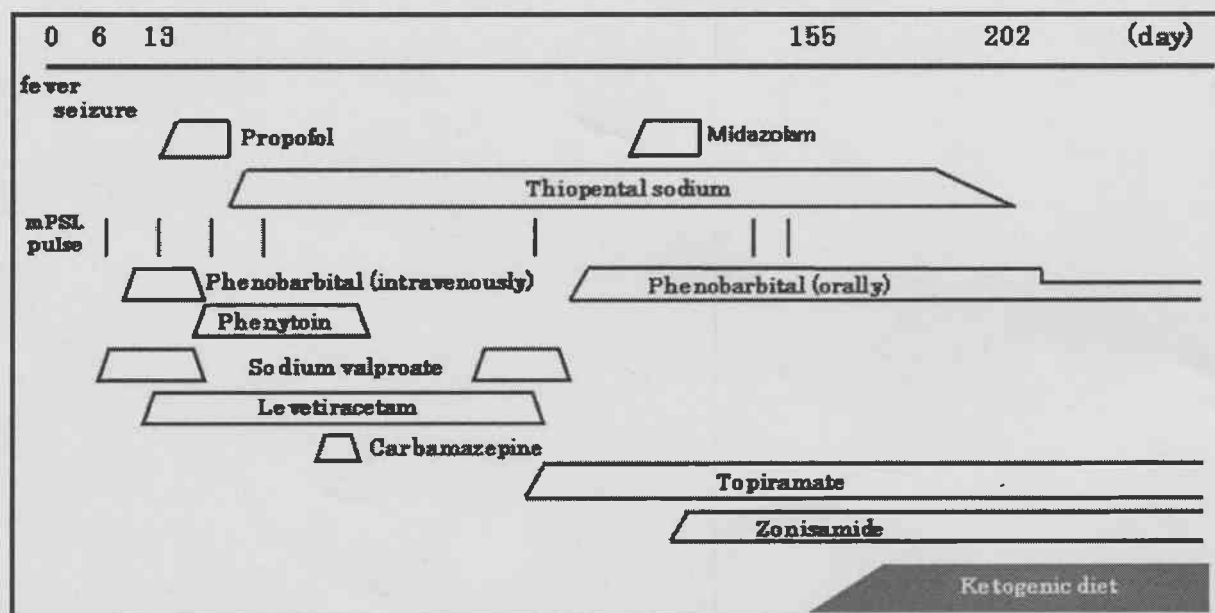 0 6 13 155 202 (day)
fever
seizure
Propofol
Midazolam
Thiopental sodium
mPSL
pulse
Phenobarbital (intravenously)
Phenobarbital (orally)
Phenytoin
Sodium valproate
Levetiracetam
Carbamazepine
Topiramate
Zonisamide
Ketogenic diet